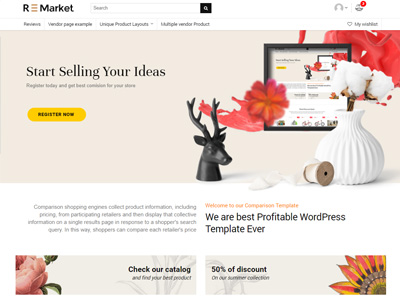 RE Market
Search
0
Reviews Vendor page example Unique Product Layouts Multiple vendor Product My wishlist
Start Selling Your Ideas
Register today and get best comision for your store
REGISTER NOW
Start Selling Your Ideas
Comparison shopping engines collect product information, including
pricing, from participating retailers and then display that collective
information on a single results page in response to a shopper's search
query. In this way, shoppers can compare each retailer's price
Welcome to our Comparison Template
We are best Profitable WordPress
Template Ever
Check our catalog
and find your best product
50% of discount
On our summer collection